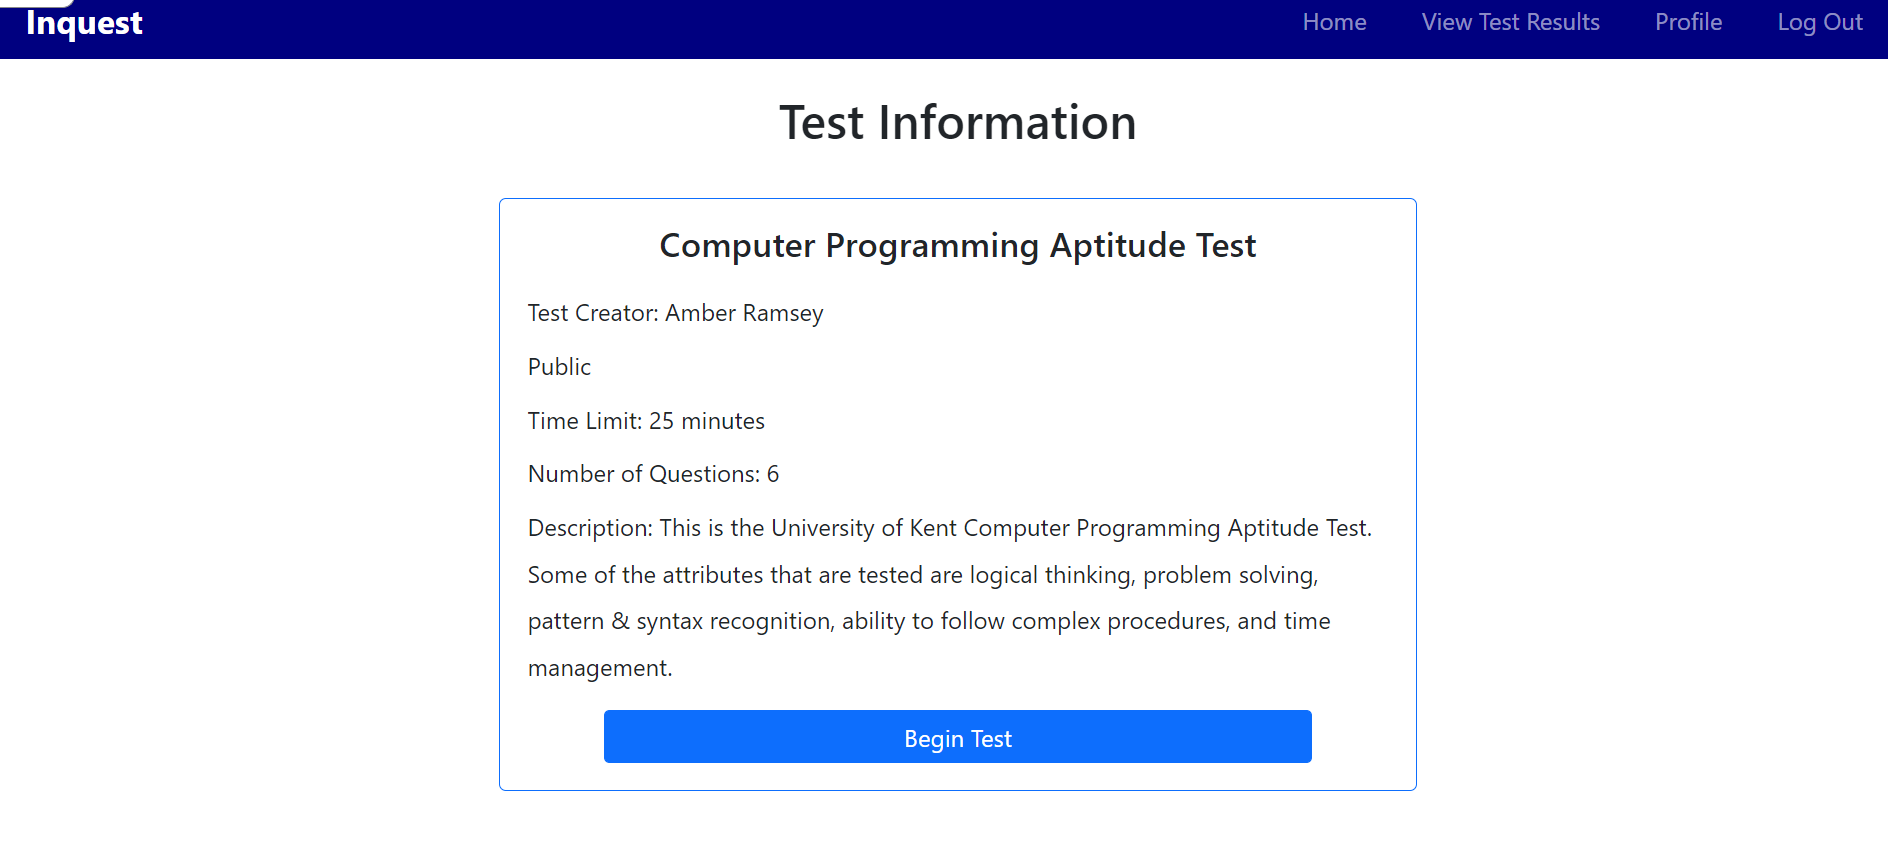 Inquest
Home
View Test Results
Profile
Log Out
Test Information
Computer Programming Aptitude Test
Test Creator: Amber Ramsey
Public
Time Limit: 25 minutes
Number of Questions: 6
Description: This is the University of Kent Computer Programming Aptitude Test.
Some of the attributes that are tested are logical thinking, problem solving,
pattern & syntax recognition, ability to follow complex procedures, and time
management.
Begin Test